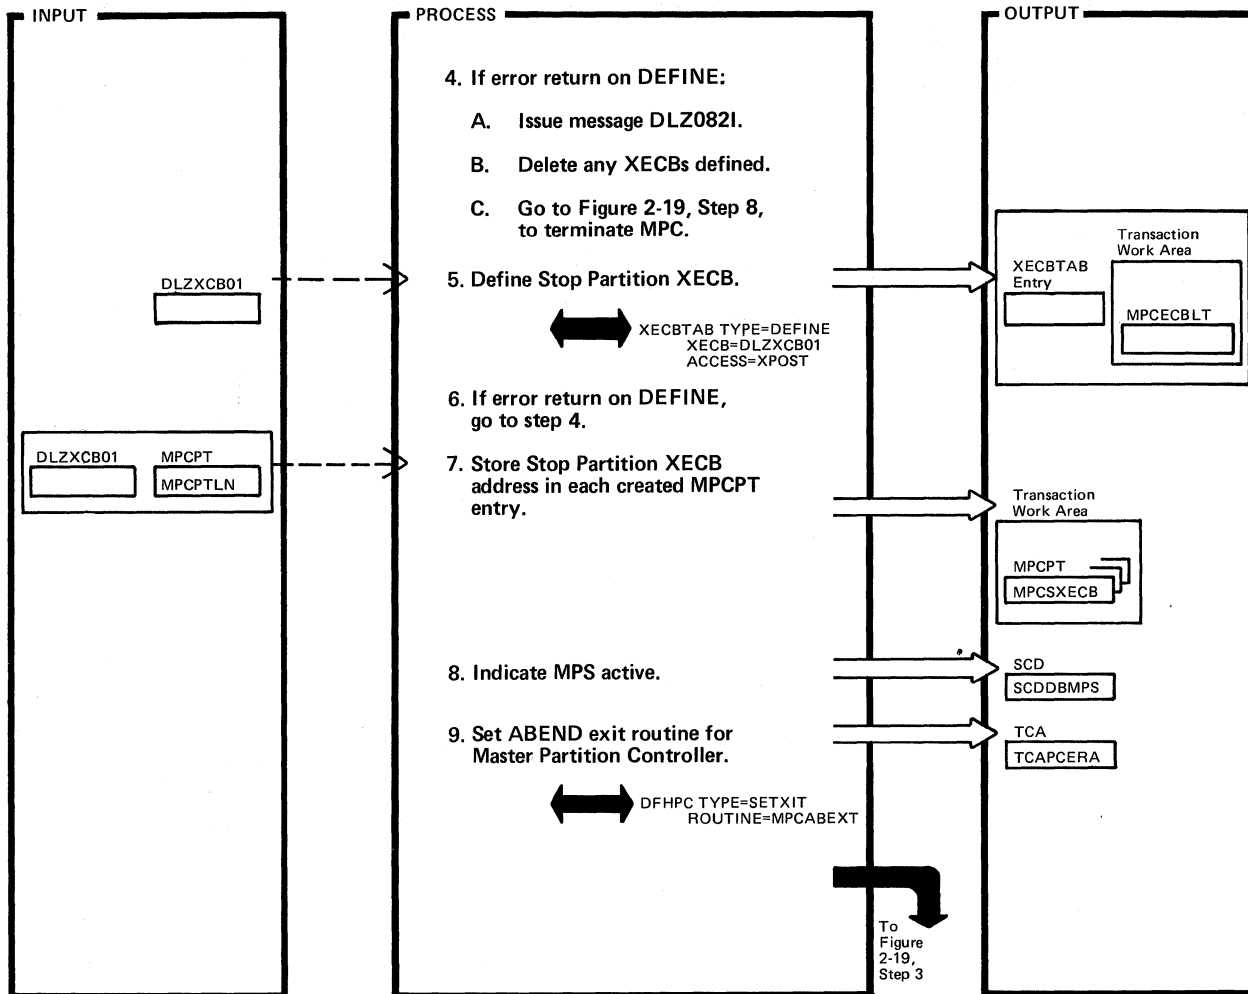 INPUT
PROCESS
OUTPUT
4. If error return on DEFINE:
A. Issue message DLZ082I.
B. Delete any XECBs defined.
C. Go to Figure 2-19, Step 8,
to terminate MPC.
DLZXCB01
5. Define Stop Partition XECB.
XECBTAB TYPE=DEFINE
XECB=DLZXCB01
ACCESS=XPOST
XECBTAB
Entry
Transaction
Work Area
MPCECBLT
6. If error return on DEFINE,
go to step 4.
DLZXCB01
MPCPT
MPCPTLN
7. Store Stop Partition XECB
address in each created MPCPT
entry.
Transaction
Work Area
MPCPT
MPCSXECB
8. Indicate MPS active.
SCD
SCDDBMPS
9. Set ABEND exit routine for
Master Partition Controller.
TCA
TCAPCERA
DFHPC TYPE=SETXIT
ROUTINE=MPCABEXT
To
Figure
2-19,
Step 3